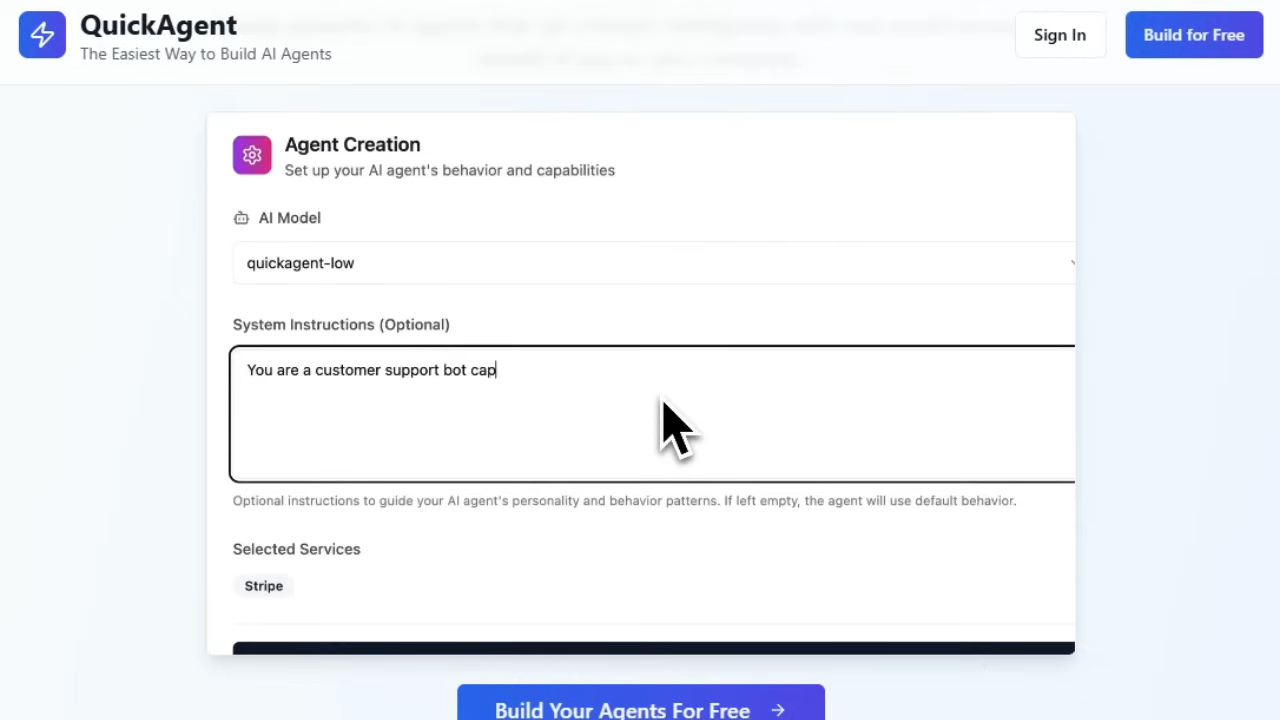 QuickAgent
The Easiest Way to Build AI Agents
Sign In
Build for Free
Agent Creation
Set up your AI agent's behavior and capabilities
AI Model
quickagent-low
System Instructions (Optional)
You are a customer support bot cap
Optional instructions to guide your AI agent's personality and behavior patterns. If left empty, the agent will use default behavior.
Selected Services
Stripe
Build Your Agents For Free